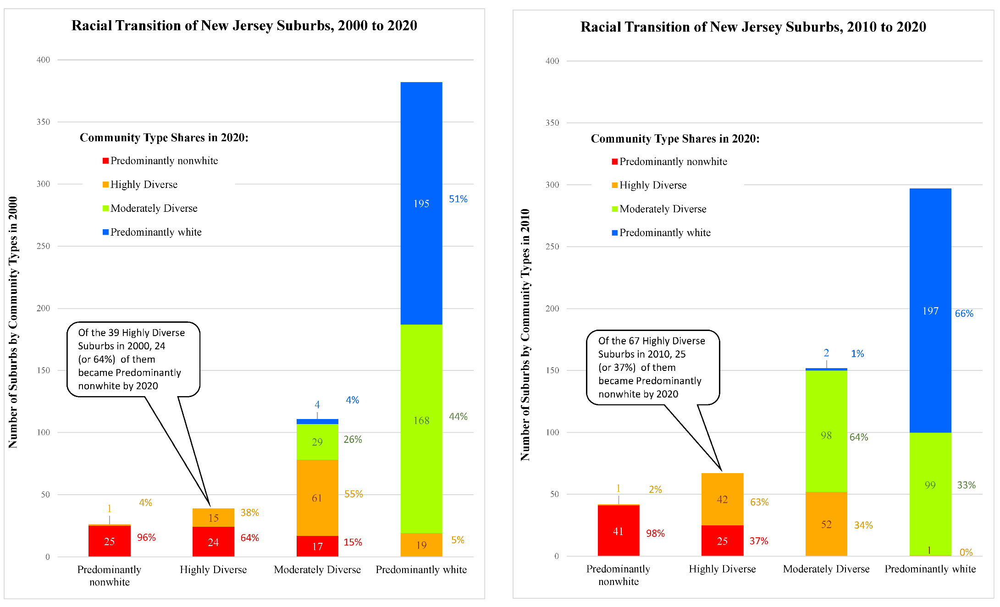 Racial Transition of New Jersey Suburbs, 2000 to 2020
400
350
300
250
200
150
100
50
0
Number of Suburbs by Community Types in 2000
Community Type Shares in 2020:
Predominantly nonwhite
Highly Diverse
Moderately Diverse
Predominantly white
Of the 39 Highly Diverse
Suburbs in 2000, 24
(or 64%) of them
became Predominantly
nonwhite by 2020
1
4%
25
96%
15
38%
24
64%
4
4%
29
26%
61
55%
17
15%
195
51%
168
44%
19
5%
Predominantly
nonwhite
Highly Diverse
Moderately Diverse
Predominantly white
Racial Transition of New Jersey Suburbs, 2010 to 2020
400
350
300
250
200
150
100
50
0
Number of Suburbs by Community Types in 2010
Community Type Shares in 2020:
Predominantly nonwhite
Highly Diverse
Moderately Diverse
Predominantly white
Of the 67 Highly Diverse
Suburbs in 2010, 25
(or 37%) of them
became Predominantly
nonwhite by 2020
1
2%
41
98%
42
63%
25
37%
2
1%
98
64%
52
34%
197
66%
99
33%
1
0%
Predominantly
nonwhite
Highly Diverse
Moderately Diverse
Predominantly white